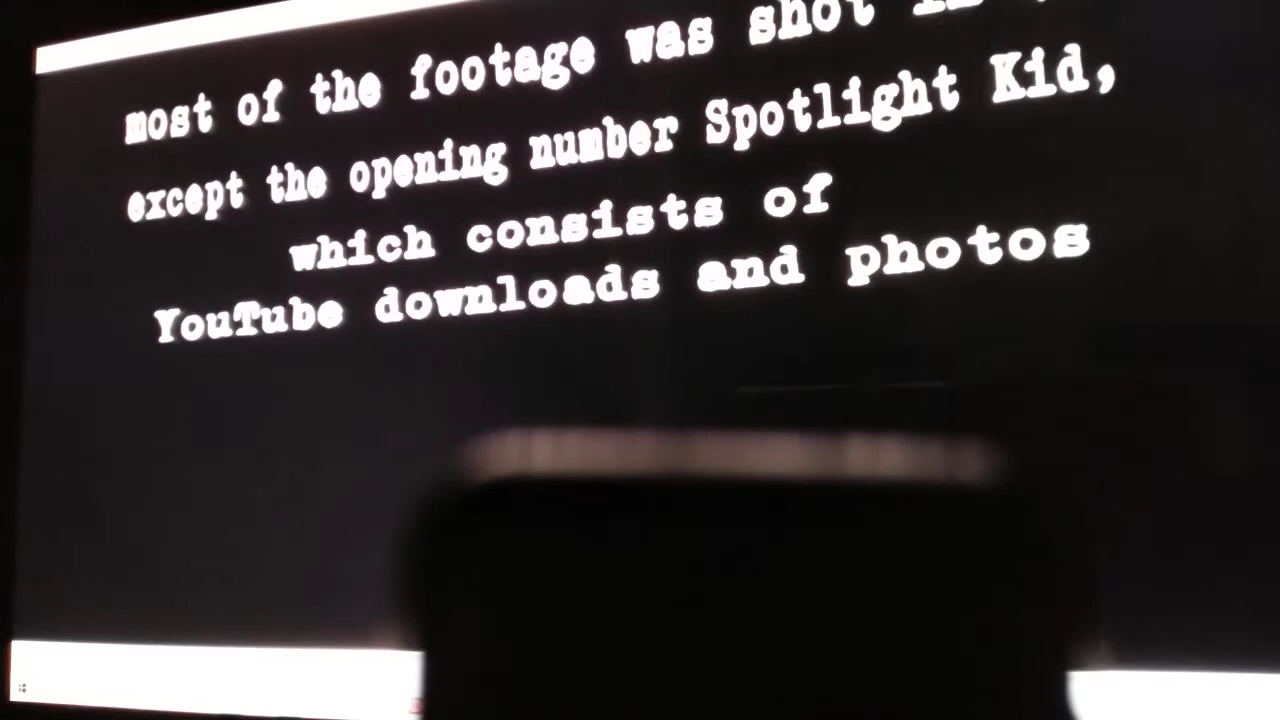 most of the footage was shot in
except the opening number Spotlight Kid,
which consists of
YouTube downloads and photos